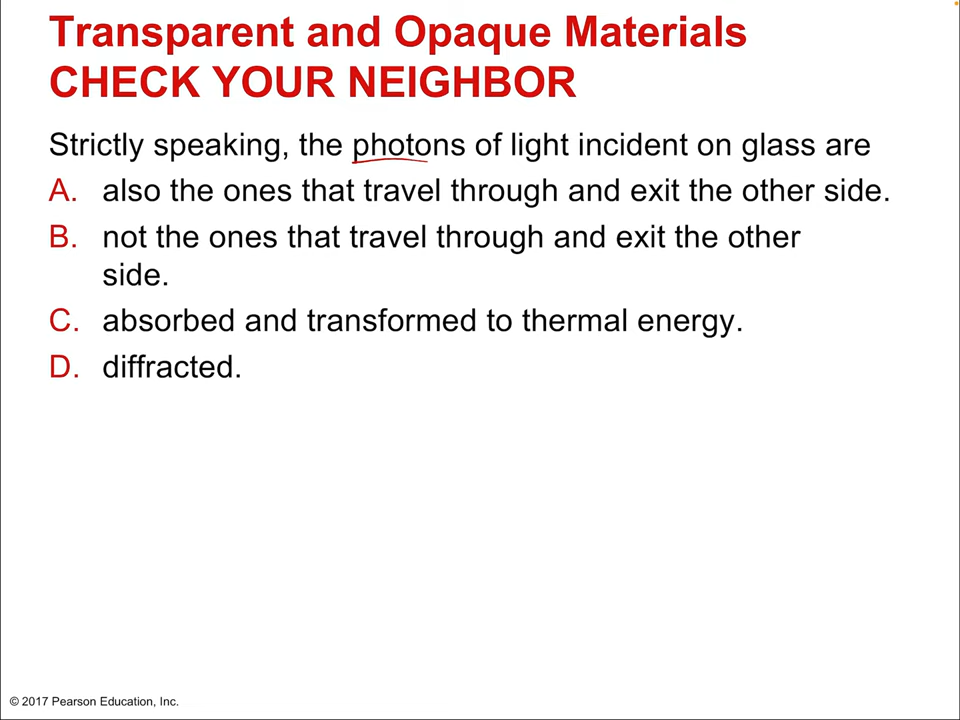 Transparent and Opaque Materials
CHECK YOUR NEIGHBOR
Strictly speaking, the photons of light incident on glass are
A. also the ones that travel through and exit the other side.
B. not the ones that travel through and exit the other
side.
C. absorbed and transformed to thermal energy.
D. diffracted.
© 2017 Pearson Education, Inc.